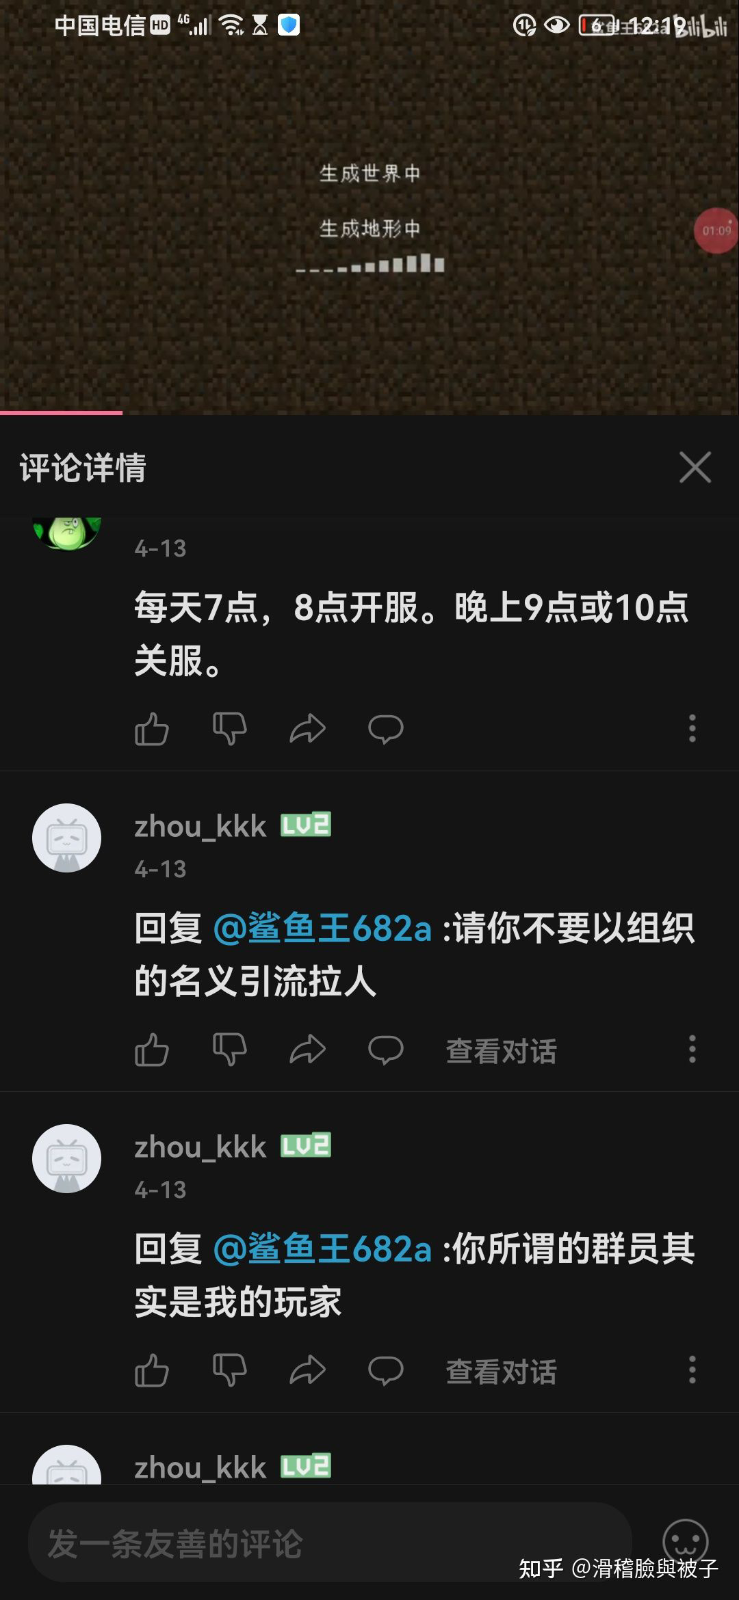 中国电信 HD 4G 6 12:19 bilibili
生成世界中
生成地形中
01:09
评论详情
4-13
每天7点，8点开服。晚上9点或10点
关服。
zhou_kkk LV2
4-13
回复 @鲨鱼王682a :请你不要以组织
的名义引流拉人
查看对话
zhou_kkk LV2
4-13
回复 @鲨鱼王682a :你所谓的群员其
实是我的玩家
查看对话
zhou_kkk LV2
发一条友善的评论
知乎 @滑稽臉與被子